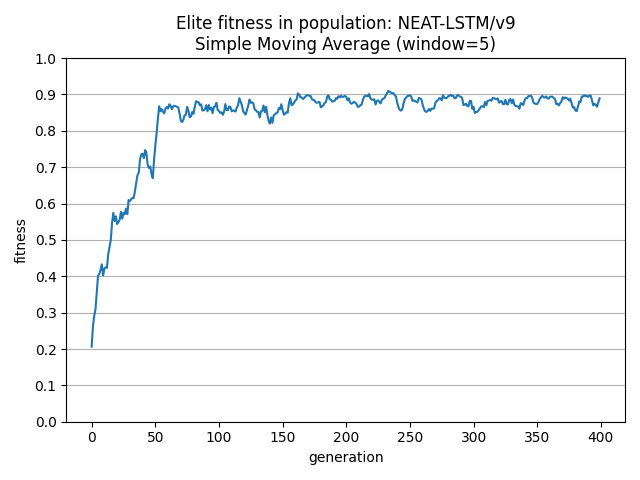 Elite fitness in population: NEAT-LSTM/v9
Simple Moving Average (window=5)
1.0
0.9
0.8
0.7
0.6
0.5
0.4
0.3
0.2
0.1
0.0
fitness
0 50 100 150 200 250 300 350 400
generation